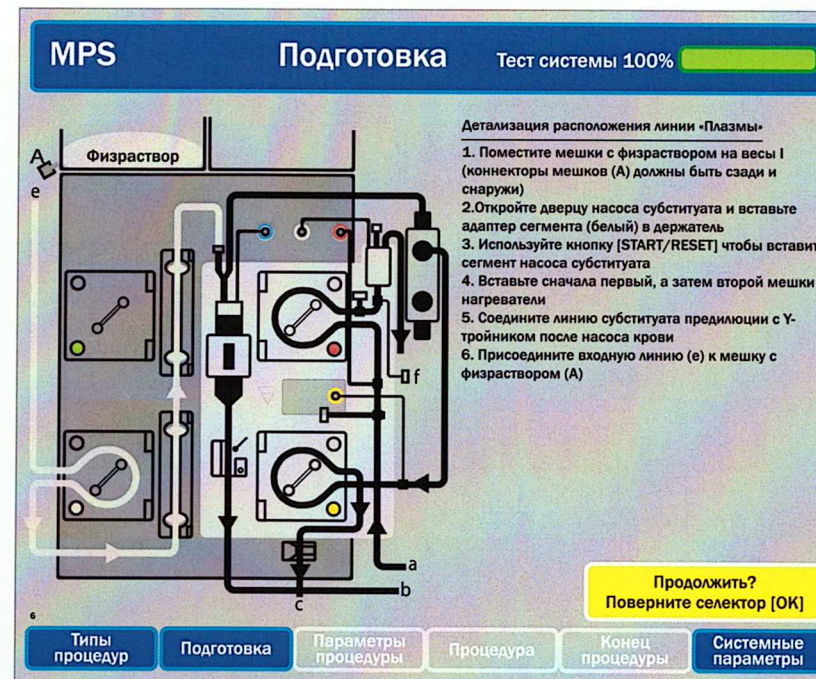 MPS
Подготовка
Тест системы 100%
Детализация расположения линии «Плазмы»
1. Поместите мешки с физраствором на весы I
(коннекторы мешков (А) должны быть сзади и
снаружи)
2.Откройте дверцу насоса субституата и вставьте
адаптер сегмента (белый) в держатель
3. Используйте кнопку [START/RESET] чтобы вставит
сегмент насоса субституата
4. Вставьте сначала первый, а затем второй мешки
нагреватели
5. Соедините линию субституата предилюции с Y-
тройником после насоса крови
6. Присоедините входную линию (e) к мешку с
физраствором (А)
Физраствор
A
e
f
a
b
c
Продолжить?
Поверните селектор [ОК]
6
Типы
процедур
Подготовка
Параметры
процедуры
Процедура
Конец
процедуры
Системные
параметры